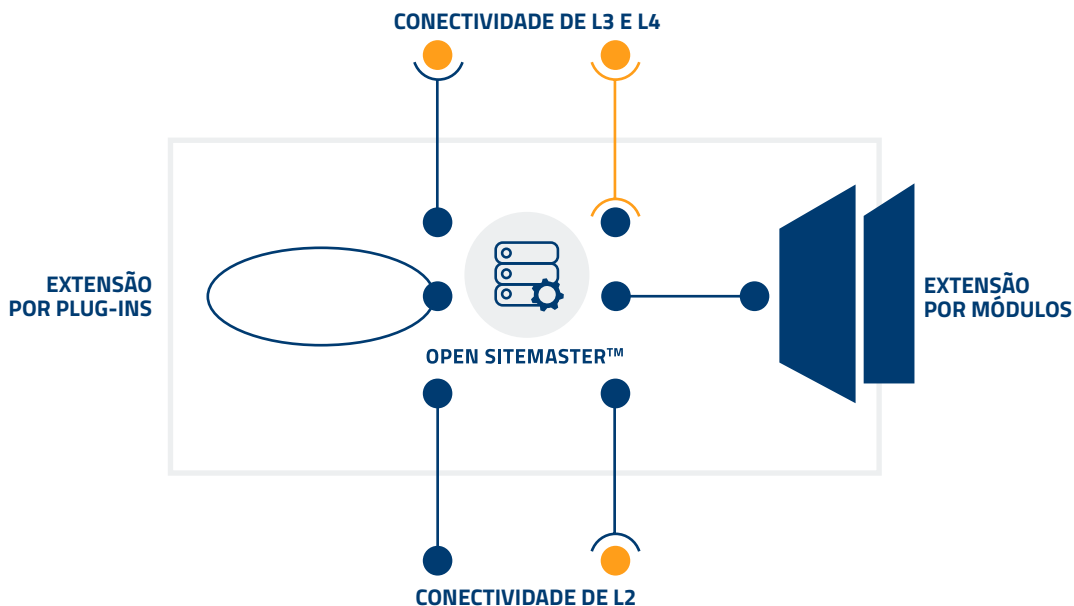 CONECTIVIDADE DE L3 E L4
EXTENSÃO
POR PLUG-INS
EXTENSÃO
POR MÓDULOS
OPEN SITEMASTER™
CONECTIVIDADE DE L2